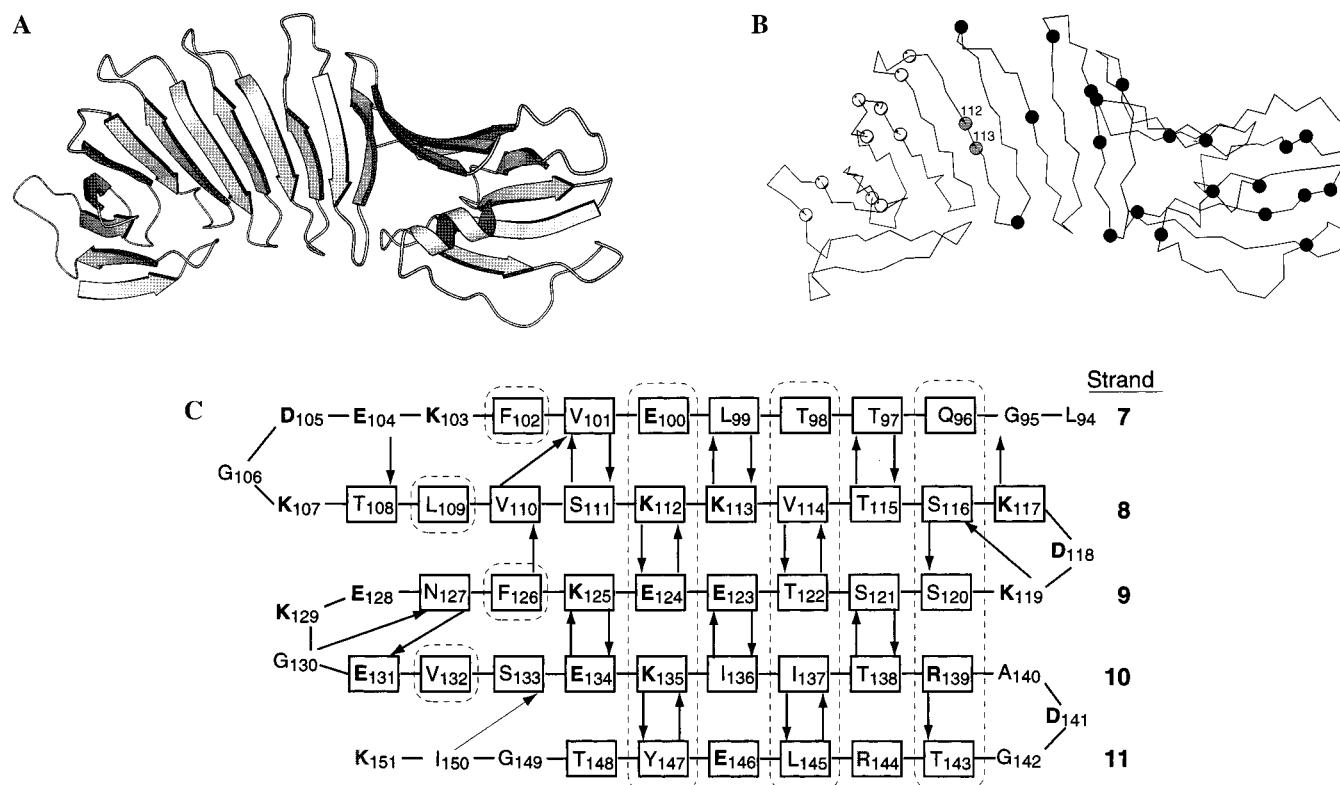 A B
112
113
C Strand
D105 E104 K103 F102 V101 E100 L99 T98 T97 Q96 G95 L94 7
G106
K107 T108 L109 V110 S111 K112 K113 V114 T115 S116 K117 8
D118
E128 N127 F126 K125 E124 E123 T122 S121 S120 K119 9
K129
G130 E131 V132 S133 E134 K135 I136 I137 T138 R139 A140 10
D141
K151 I150 G149 T148 Y147 E146 L145 R144 T143 G142 11